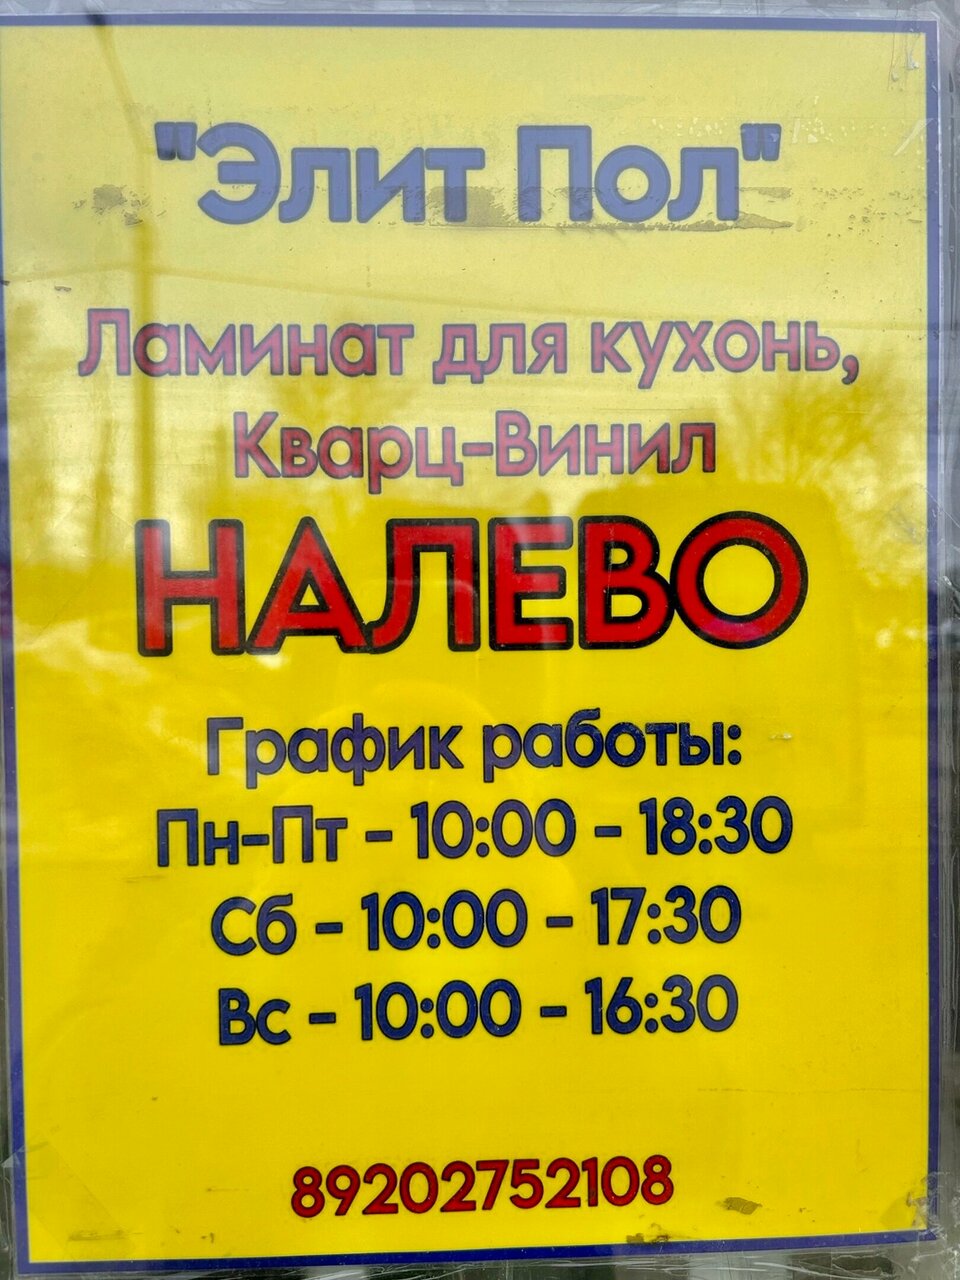 "Элит Пол"
Ламинат для кухонь,
Кварц-Винил
НАЛЕВО
График работы:
Пн-Пт - 10:00 - 18:30
Сб - 10:00 - 17:30
Вс - 10:00 - 16:30
89202752108